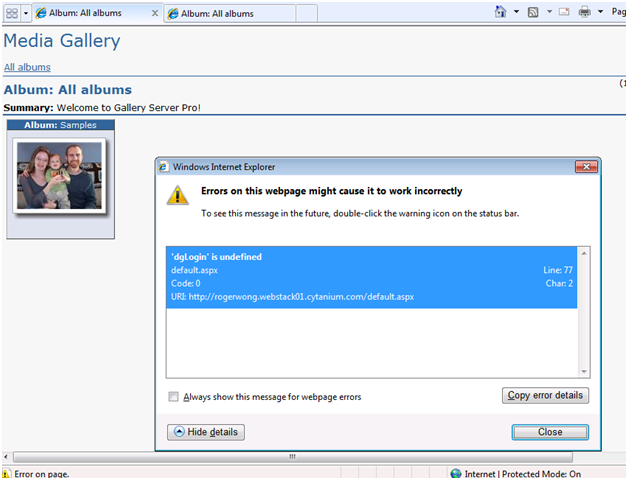 Album: All albums
Album: All albums
Pag
Media Gallery
All albums
(1
Album: All albums
Summary: Welcome to Gallery Server Pro!
Album: Samples
Windows Internet Explorer
Errors on this webpage might cause it to work incorrectly
To see this message in the future, double-click the warning icon on the status bar.
'dgLogin' is undefined
default.aspx Line: 77
Code: 0 Char: 2
URI: http://rogerwong.webstack01.cytanium.com/default.aspx
Always show this message for webpage errors
Copy error details
Hide details
Close
Error on page.
Internet | Protected Mode: On